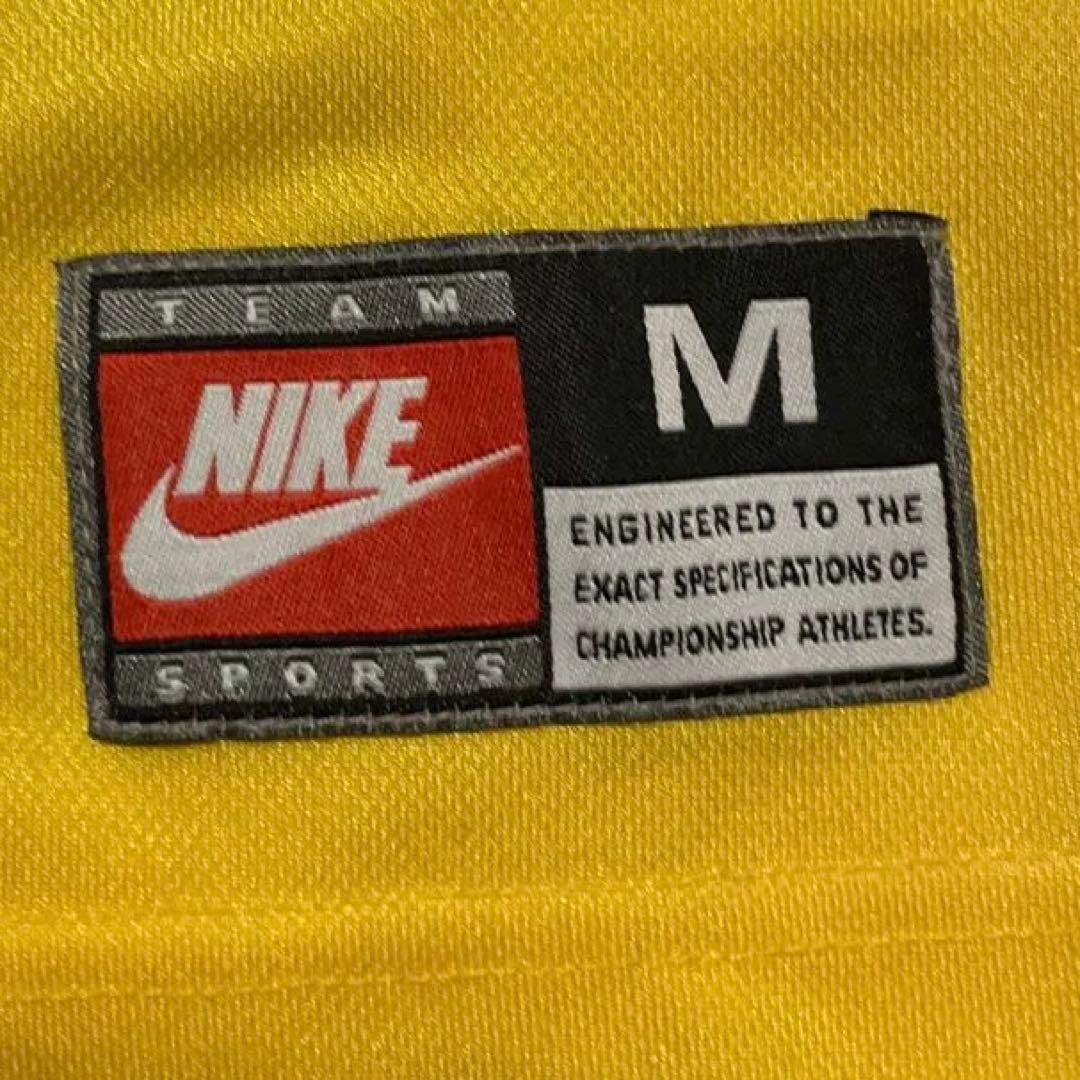 TEAM
NIKE
SPORTS
M
ENGINEERED TO THE
EXACT SPECIFICATIONS OF
CHAMPIONSHIP ATHLETES.